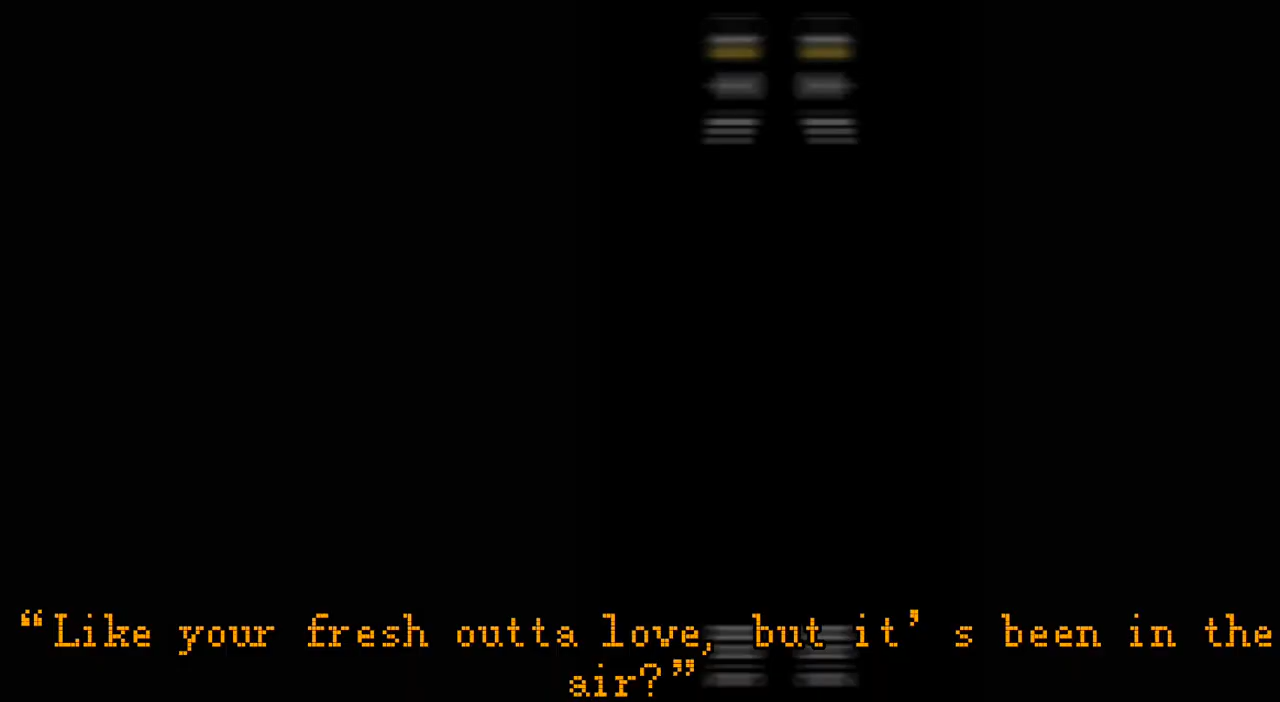 “Like your fresh outta love, but it’s been in the
air?”